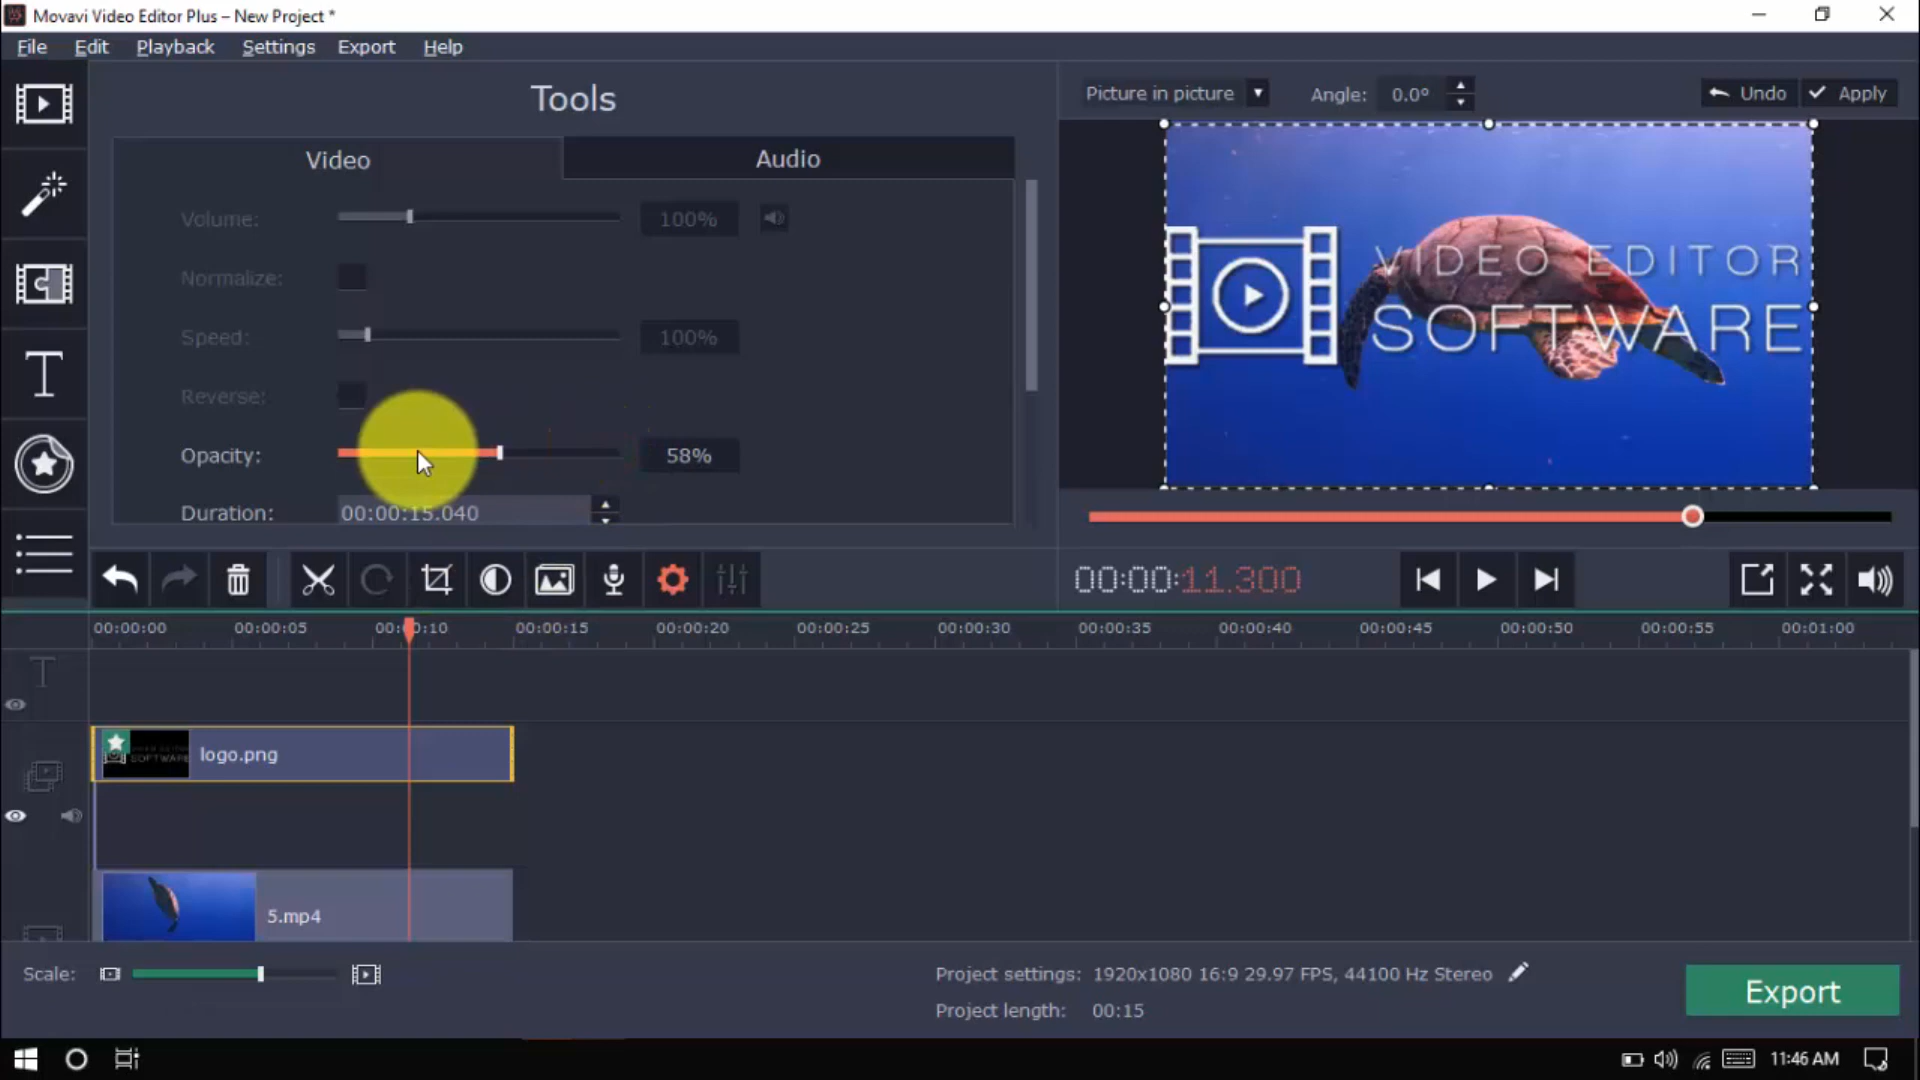 Movavi Video Editor Plus – New Project *
File Edit Playback Settings Export Help
Tools
Picture in picture Angle: 0.0° Undo Apply
Video Audio
Volume: 100%
Normalize:
Speed: 100%
Reverse:
Opacity: 58%
Duration: 00:00:15.040
VIDEO EDITOR
SOFTWARE
00:00:11.300
00:00:00 00:00:05 00:00:10 00:00:15 00:00:20 00:00:25 00:00:30 00:00:35 00:00:40 00:00:45 00:00:50 00:00:55 00:01:00
T
SOFTWARE
logo.png
5.mp4
Scale:
Project settings: 1920x1080 16:9 29.97 FPS, 44100 Hz Stereo
Project length: 00:15
Export
11:46 AM